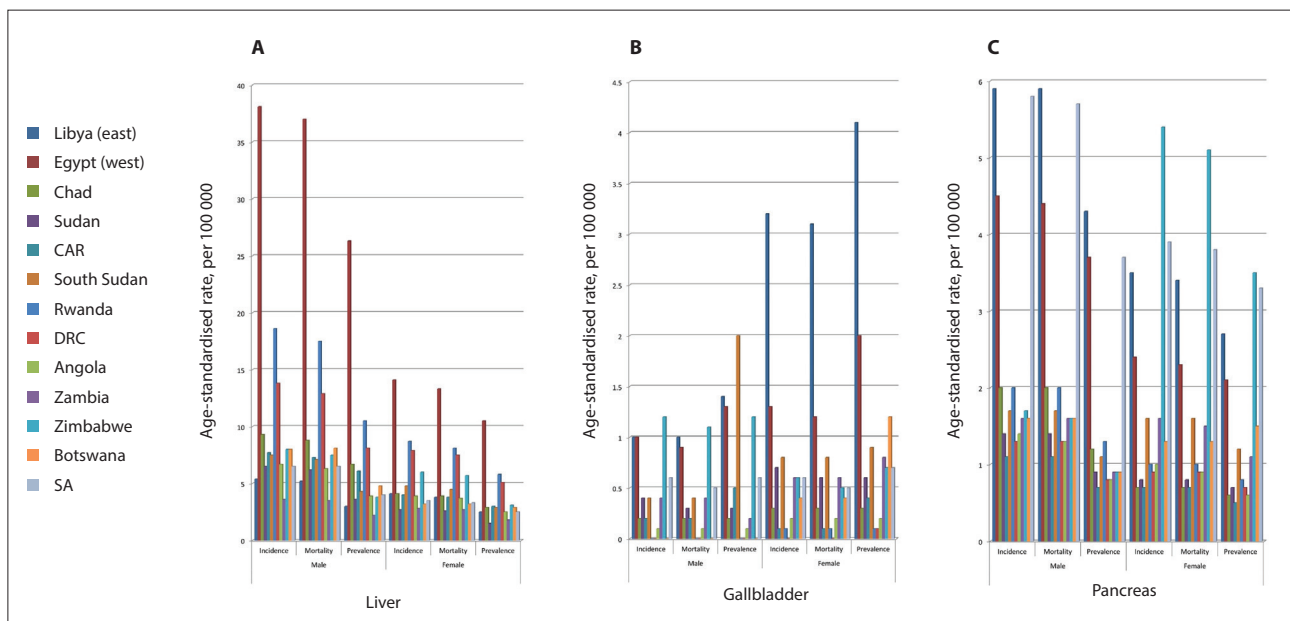 A
B
C
Libya (east)
Egypt (west)
Chad
Sudan
CAR
South Sudan
Rwanda
DRC
Angola
Zambia
Zimbabwe
Botswana
SA
Age-standardised rate, per 100 000
40
35
30
25
20
15
10
5
0
Incidence Mortality Prevalence Incidence Mortality Prevalence
Male Female
Liver
Age-standardised rate, per 100 000
4.5
4
3.5
3
2.5
2
1.5
1
0.5
0
Incidence Mortality Prevalence Incidence Mortality Prevalence
Male Female
Gallbladder
Age-standardised rate, per 100 000
6
5
4
3
2
1
0
Incidence Mortality Prevalence Incidence Mortality Prevalence
Male Female
Pancreas